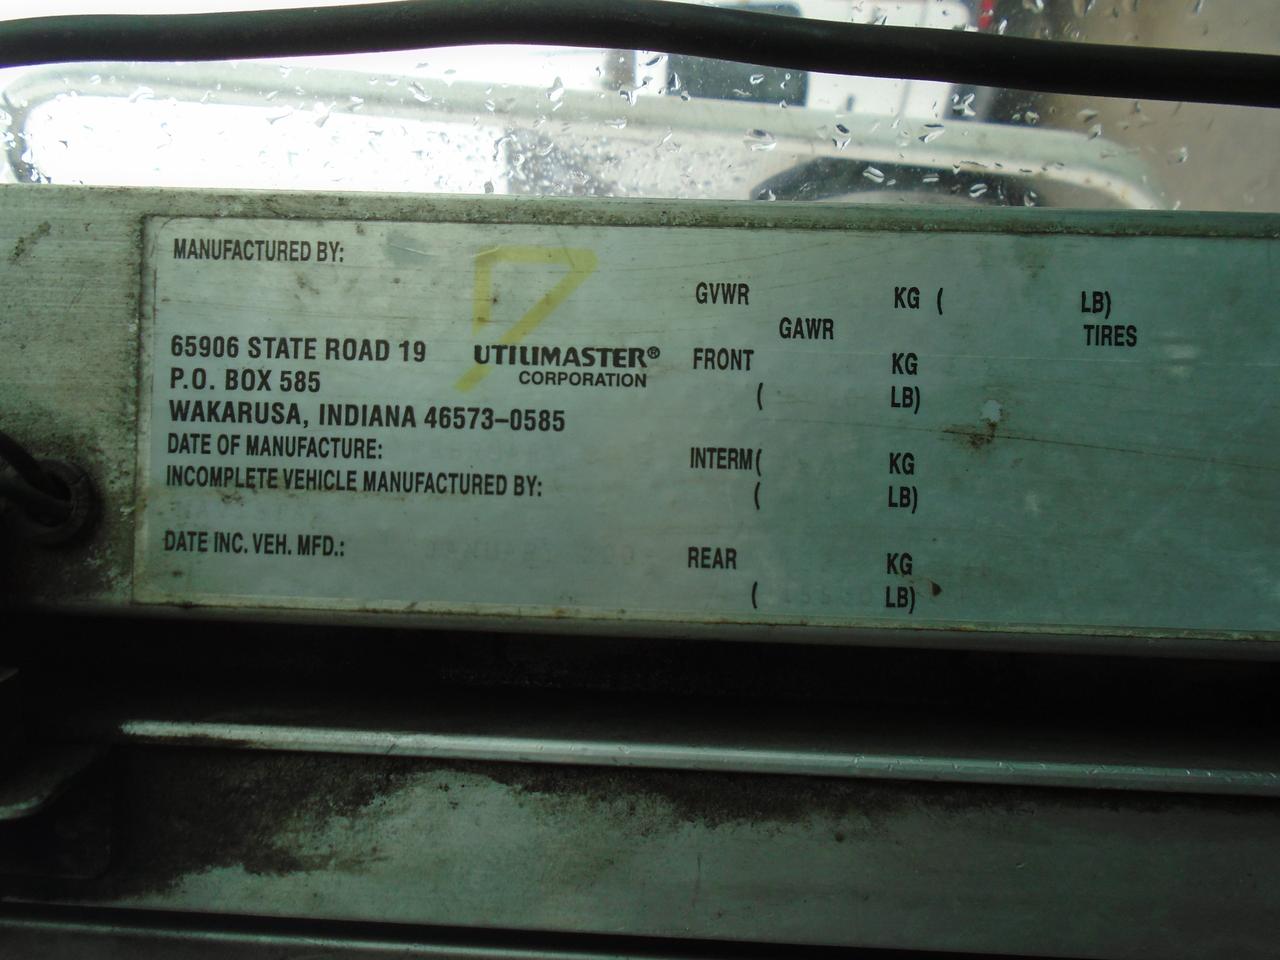 MANUFACTURED BY:
65906 STATE ROAD 19
P.O. BOX 585
WAKARUSA, INDIANA 46573-0585
UTILIMASTER®
CORPORATION
DATE OF MANUFACTURE:
INCOMPLETE VEHICLE MANUFACTURED BY:
DATE INC. VEH. MFD.:
GVWR KG ( LB)
GAWR TIRES
FRONT KG
( LB)
INTERM( KG
( LB)
REAR KG
( LB)